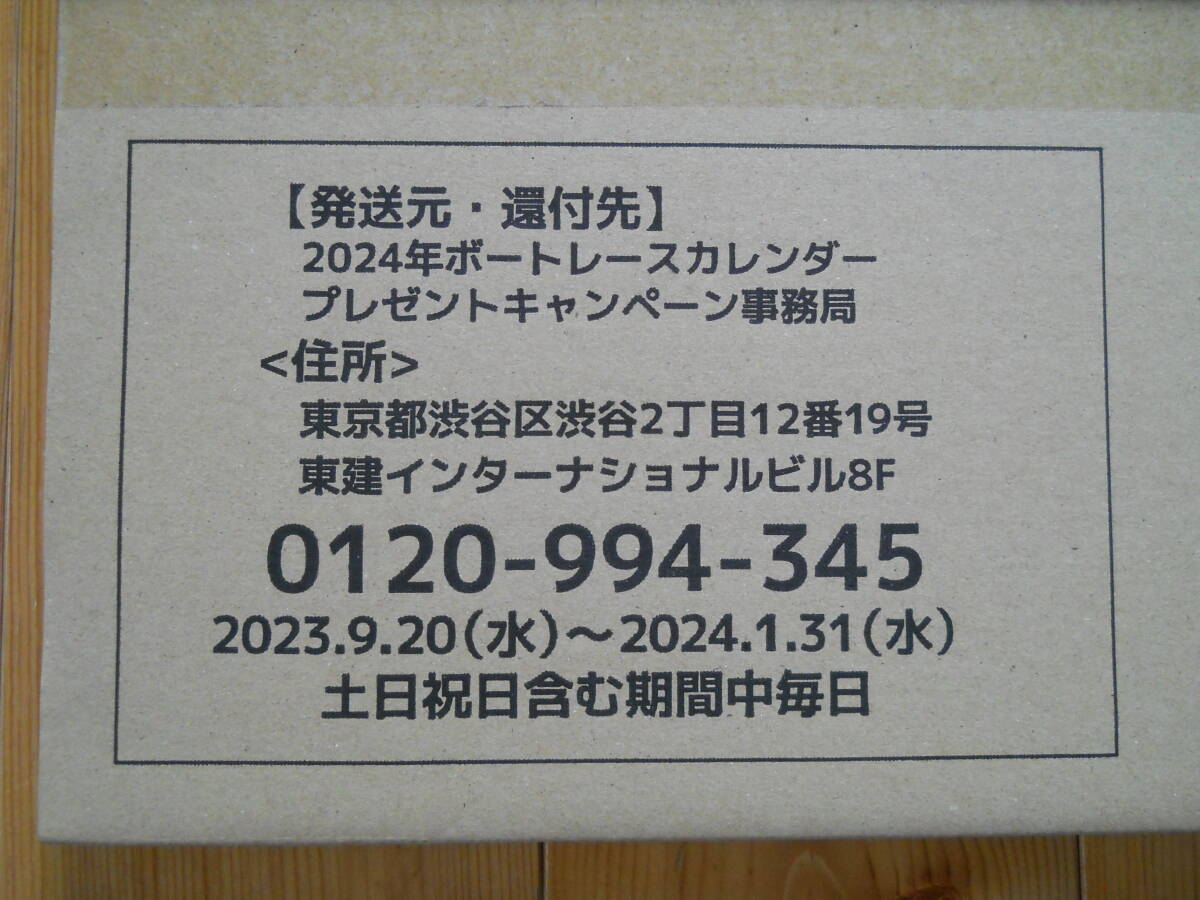 【発送元・還付先】
2024年ボートレースカレンダー
プレゼントキャンペーン事務局
<住所>
東京都渋谷区渋谷2丁目12番19号
東建インターナショナルビル8F
0120-994-345
2023.9.20(水)～2024.1.31(水)
土日祝日含む期間中毎日